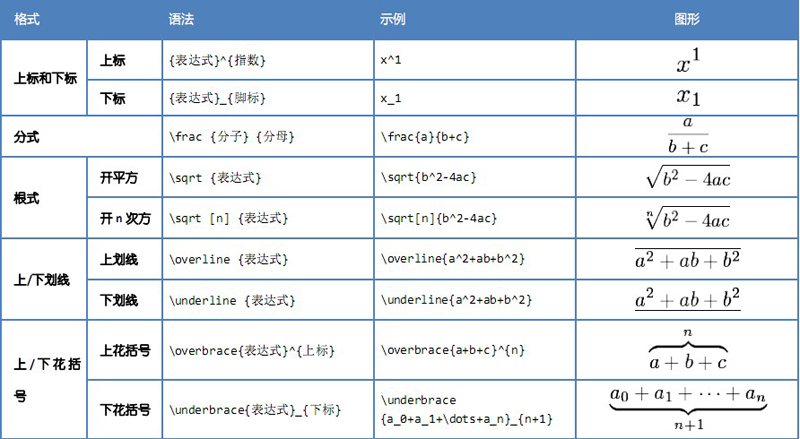 格式 语法 示例 图形
上标和下标 上标 {表达式}^{指数} x^1 x^1
下标 {表达式}_{脚标} x_1 x_1
分式 \frac {分子} {分母} \frac{a}{b+c} \frac{a}{b+c}
根式 开平方 \sqrt {表达式} \sqrt{b^2-4ac} \sqrt{b^2-4ac}
开n次方 \sqrt [n] {表达式} \sqrt[n]{b^2-4ac} \sqrt[n]{b^2-4ac}
上/下划线 上划线 \overline {表达式} \overline{a^2+ab+b^2} \overline{a^2+ab+b^2}
下划线 \underline {表达式} \underline{a^2+ab+b^2} \underline{a^2+ab+b^2}
上/下花括号 上花括号 \overbrace{表达式}^{上标} \overbrace{a+b+c}^{n} \overbrace{a+b+c}^{n}
下花括号 \underbrace{表达式}_{下标} \underbrace
{a_0+a_1+\dots+a_n}_{n+1} \underbrace{a_0+a_1+\cdots+a_n}_{n+1}